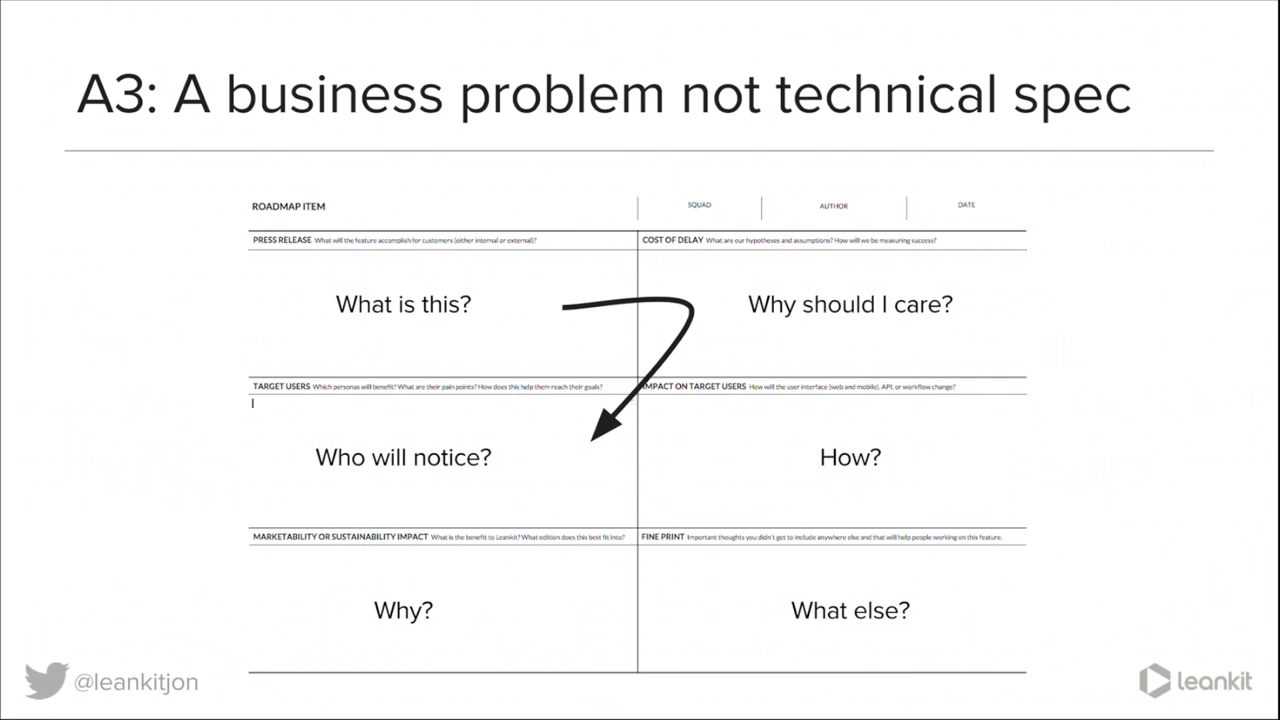 A3: A business problem not technical spec
ROADMAP ITEM
SQUAD
AUTHOR
DATE
PRESS RELEASE What will the feature accomplish for customers (either internal or external)?
COST OF DELAY What are our hypotheses and assumptions? How will we be measuring success?
What is this?
Why should I care?
TARGET USERS Which personas will benefit? What are their pain points? How does this help them reach their goals?
IMPACT ON TARGET USERS How will the user interface (web and mobile), API, or workflow change?
Who will notice?
How?
MARKETABILITY OR SUSTAINABILITY IMPACT What is the benefit to Leankit? What edition does this best fit into?
FINE PRINT Important thoughts you didn't get to include anywhere else and that will help people working on this feature.
Why?
What else?
@leankitjon
leankit